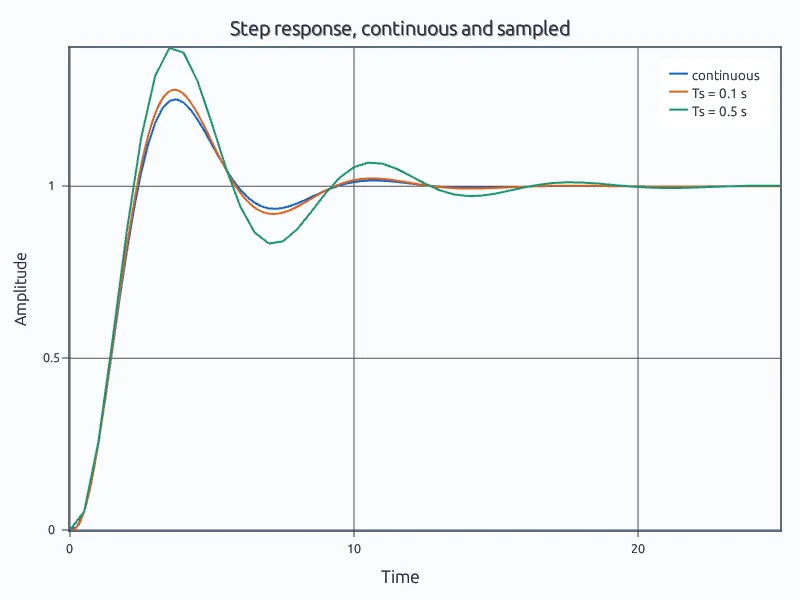 Step response, continuous and sampled
continuous
Ts = 0.1 s
Ts = 0.5 s
Amplitude
1
0.5
0
0
10
20
Time